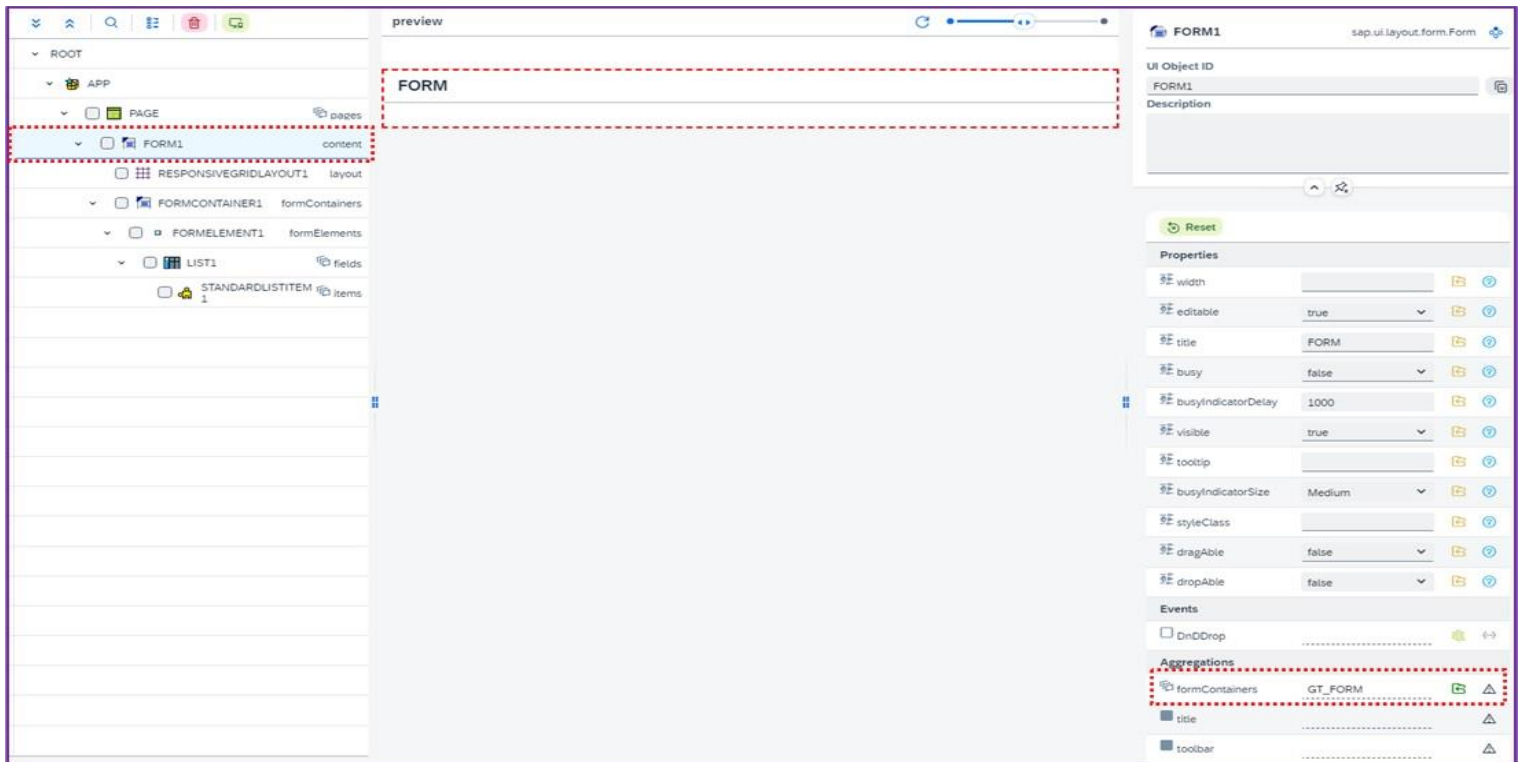 ROOT
APP
PAGE pages
FORM1 content
RESPONSIVEGRIDLAYOUT1 layout
FORMCONTAINER1 formContainers
FORMELEMENT1 formElements
LIST1 fields
STANDARDLISTITEM
1 items
preview
FORM
FORM1 sap.ui.layout.form.Form
UI Object ID
FORM1
Description
Reset
Properties
width
editable true
title FORM
busy false
busyIndicatorDelay 1000
visible true
tooltip
busyIndicatorSize Medium
styleClass
dragAble false
dropAble false
Events
DnDDrop
Aggregations
formContainers GT_FORM
title
toolbar